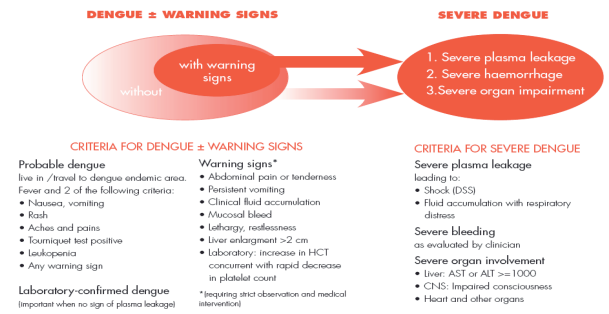 DENGUE ± WARNING SIGNS
SEVERE DENGUE
with warning
signs
without
1. Severe plasma leakage
2. Severe haemorrhage
3.Severe organ impairment
CRITERIA FOR DENGUE ± WARNING SIGNS
Probable dengue
live in /travel to dengue endemic area.
Fever and 2 of the following criteria:
• Nausea, vomiting
• Rash
• Aches and pains
• Tourniquet test positive
• Leukopenia
• Any warning sign
Laboratory-confirmed dengue
(important when no sign of plasma leakage)
Warning signs*
• Abdominal pain or tenderness
• Persistent vomiting
• Clinical fluid accumulation
• Mucosal bleed
• Lethargy, restlessness
• Liver enlargment >2 cm
• Laboratory: increase in HCT
concurrent with rapid decrease
in platelet count
*(requiring strict observation and medical
intervention)
CRITERIA FOR SEVERE DENGUE
Severe plasma leakage
leading to:
• Shock (DSS)
• Fluid accumulation with respiratory
distress
Severe bleeding
as evaluated by clinician
Severe organ involvement
• Liver: AST or ALT >=1000
• CNS: Impaired consciousness
• Heart and other organs